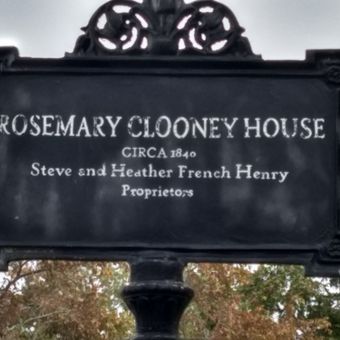 ROSEMARY CLOONEY HOUSE
CIRCA 1840
Steve and Heather French Henry
Proprietors